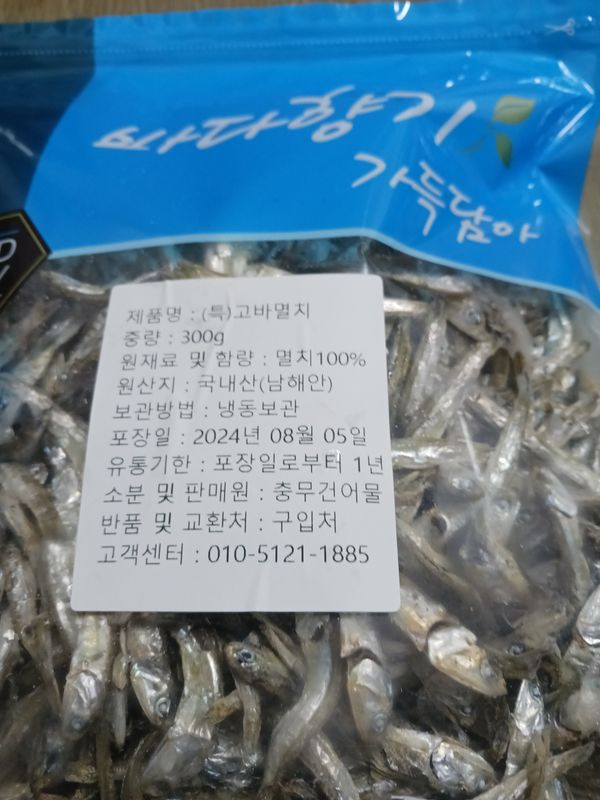 바다향기
가득담아
제품명 : (특)고바멸치
중량 : 300g
원재료 및 함량 : 멸치100%
원산지 : 국내산(남해안)
보관방법 : 냉동보관
포장일 : 2024년 08월 05일
유통기한 : 포장일로부터 1년
소분 및 판매원 : 충무건어물
반품 및 교환처 : 구입처
고객센터 : 010-5121-1885